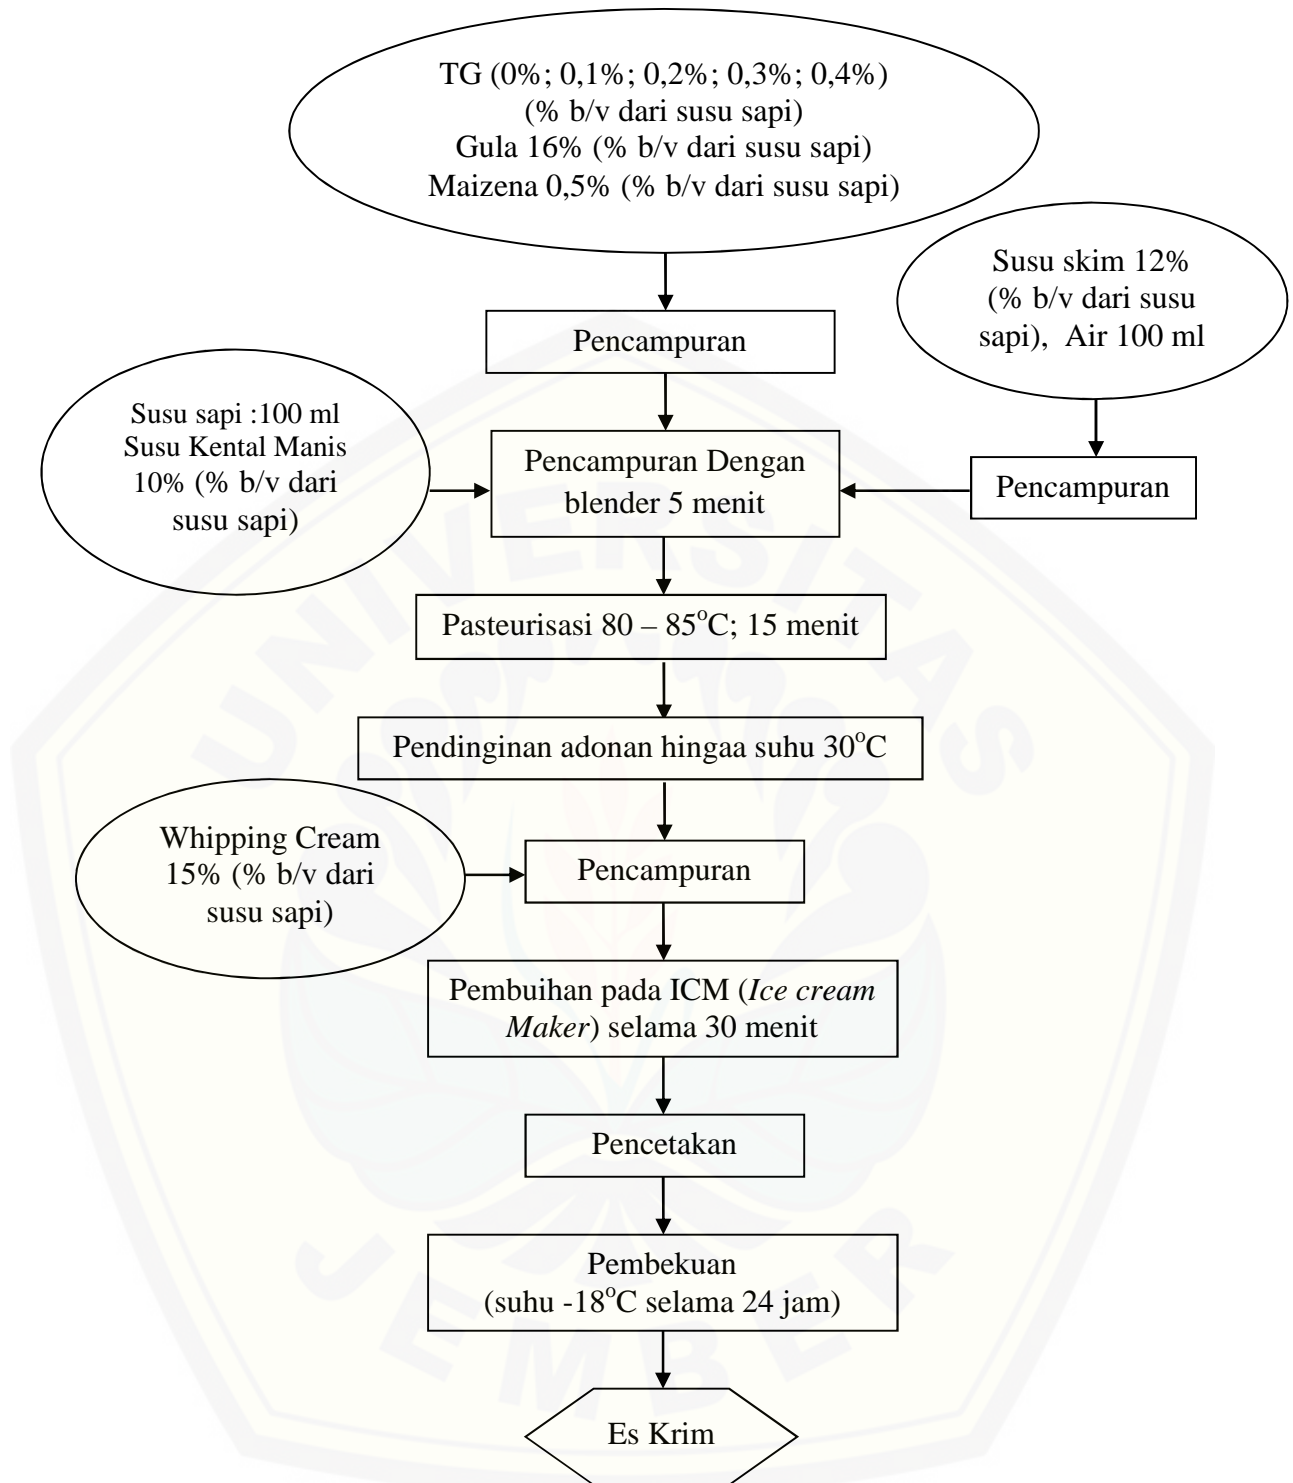 TG (0%; 0,1%; 0,2%; 0,3%; 0,4%)
(% b/v dari susu sapi)
Gula 16% (% b/v dari susu sapi)
Maizena 0,5% (% b/v dari susu sapi)
Susu skim 12%
(% b/v dari susu
sapi), Air 100 ml
Pencampuran
Susu sapi :100 ml
Susu Kental Manis
10% (% b/v dari
susu sapi)
Pencampuran Dengan
blender 5 menit
Pencampuran
Pasteurisasi 80 – 85°C; 15 menit
Pendinginan adonan hingaa suhu 30°C
Whipping Cream
15% (% b/v dari
susu sapi)
Pencampuran
Pembuihan pada ICM (Ice cream
Maker) selama 30 menit
Pencetakan
Pembekuan
(suhu -18°C selama 24 jam)
Es Krim
UNIVERSITAS
JEMBER